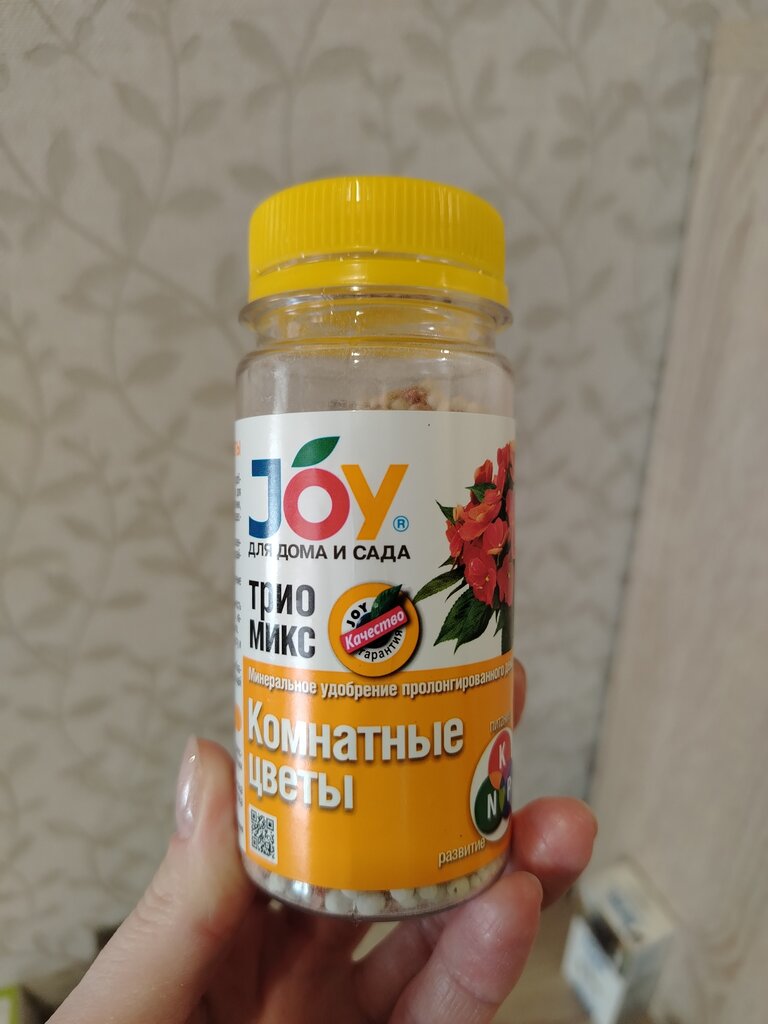 JOY®
ДЛЯ ДОМА И САДА
ТРИО
МИКС
JOY
Качество
гарантия
Минеральное удобрение пролонгированного
Комнатные
цветы
K
N P
развитие